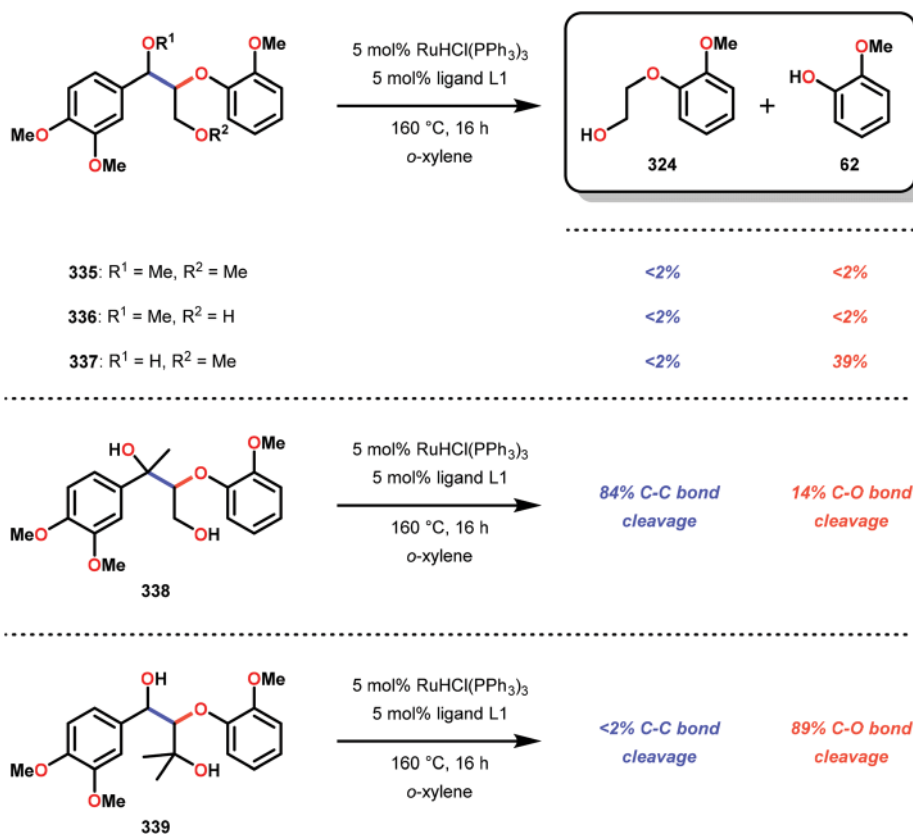 OR¹
O
OMe
MeO
OMe
OR²
5 mol% RuHCl(PPh₃)₃
5 mol% ligand L1
160 °C, 16 h
o-xylene
O
OMe
HO
324
+
OMe
HO
62
335: R¹ = Me, R² = Me <2% <2%
336: R¹ = Me, R² = H <2% <2%
337: R¹ = H, R² = Me <2% 39%
HO
O
OMe
MeO
OMe
OH
338
5 mol% RuHCl(PPh₃)₃
5 mol% ligand L1
160 °C, 16 h
o-xylene
84% C-C bond
cleavage
14% C-O bond
cleavage
OH
O
OMe
MeO
OMe
OH
339
5 mol% RuHCl(PPh₃)₃
5 mol% ligand L1
160 °C, 16 h
o-xylene
<2% C-C bond
cleavage
89% C-O bond
cleavage